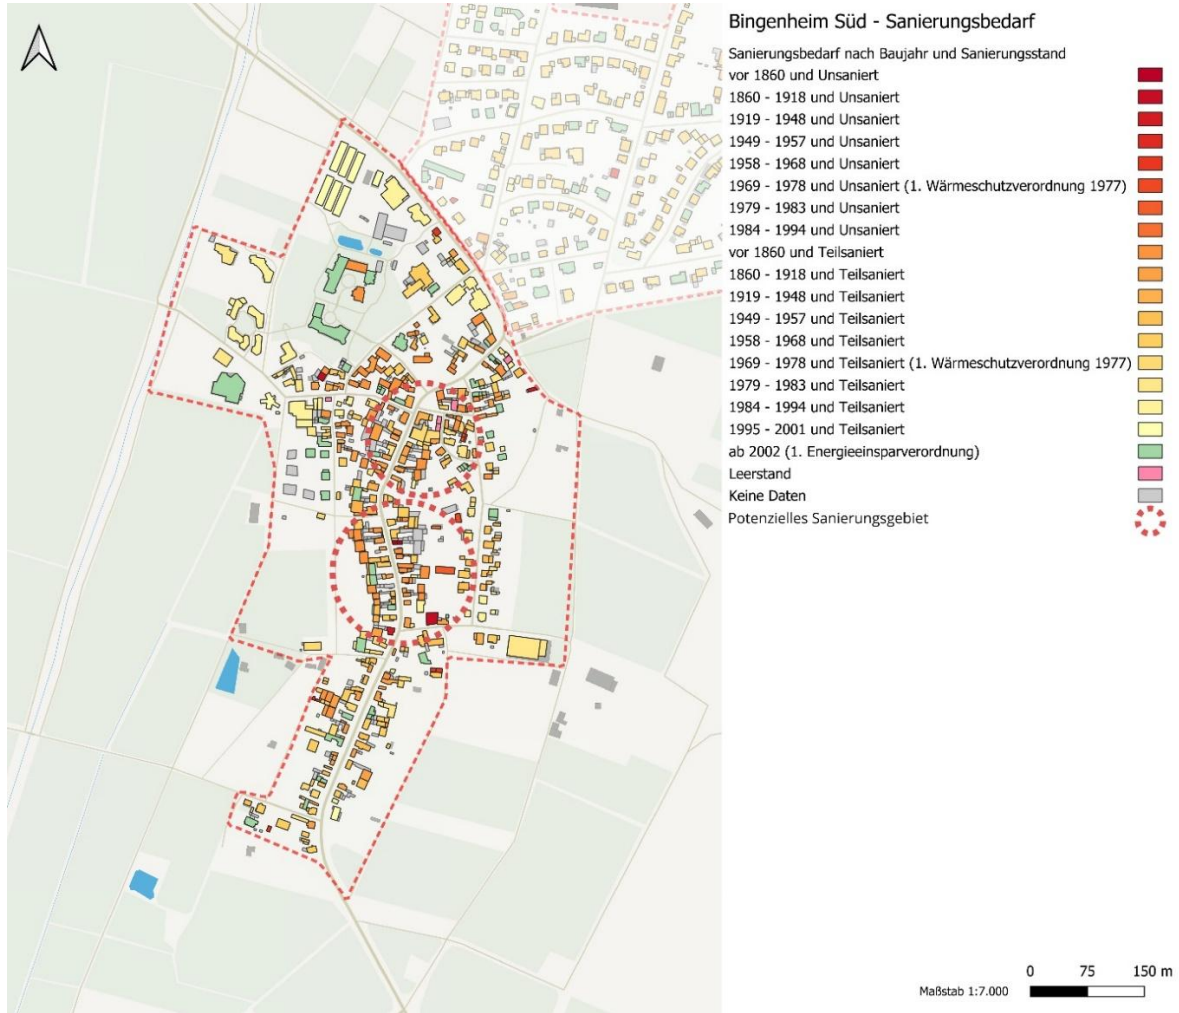 Bingenheim Süd - Sanierungsbedarf
Sanierungsbedarf nach Baujahr und Sanierungsstand
vor 1860 und Unsaniert
1860 - 1918 und Unsaniert
1919 - 1948 und Unsaniert
1949 - 1957 und Unsaniert
1958 - 1968 und Unsaniert
1969 - 1978 und Unsaniert (1. Wärmeschutzverordnung 1977)
1979 - 1983 und Unsaniert
1984 - 1994 und Unsaniert
vor 1860 und Teilsaniert
1860 - 1918 und Teilsaniert
1919 - 1948 und Teilsaniert
1949 - 1957 und Teilsaniert
1958 - 1968 und Teilsaniert
1969 - 1978 und Teilsaniert (1. Wärmeschutzverordnung 1977)
1979 - 1983 und Teilsaniert
1984 - 1994 und Teilsaniert
1995 - 2001 und Teilsaniert
ab 2002 (1. Energieeinsparverordnung)
Leerstand
Keine Daten
Potenzielles Sanierungsgebiet
0 75 150 m
Maßstab 1:7.000